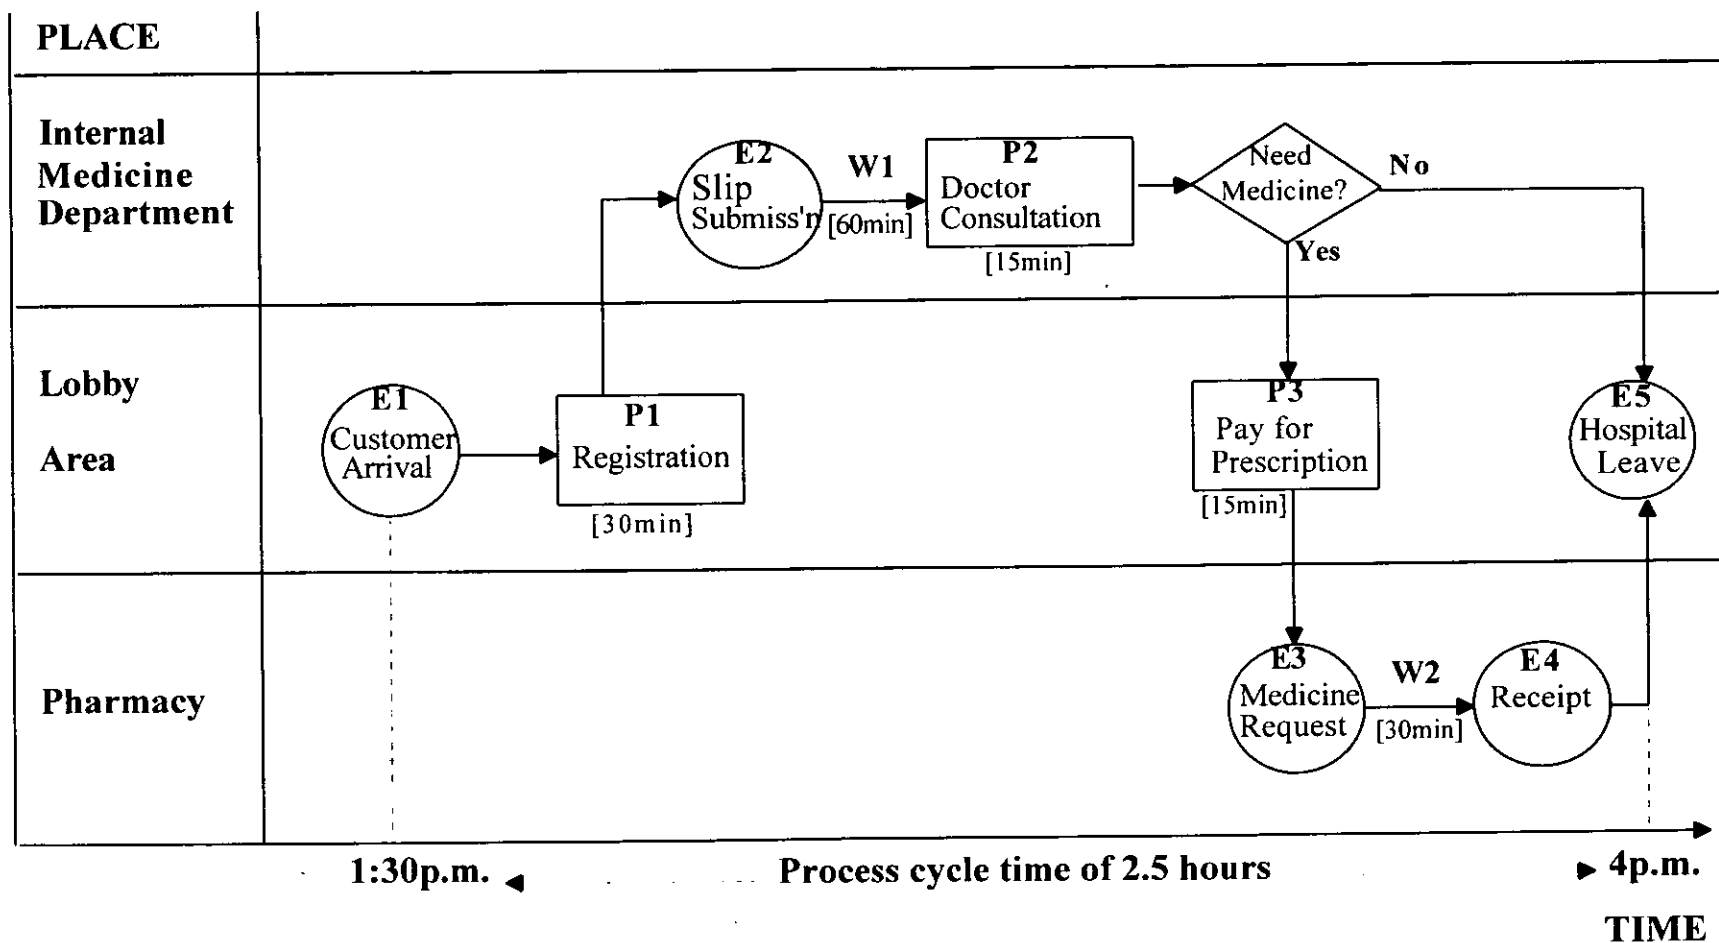 PLACE
Internal
Medicine
Department
E2
Slip
Submiss'n
W1
[60min]
P2
Doctor
Consultation
[15min]
Need
Medicine?
No
Yes
Lobby
Area
E1
Customer
Arrival
P1
Registration
[30min]
P3
Pay for
Prescription
[15min]
E5
Hospital
Leave
Pharmacy
E3
Medicine
Request
W2
[30min]
E4
Receipt
1:30p.m.
Process cycle time of 2.5 hours
4p.m.
TIME